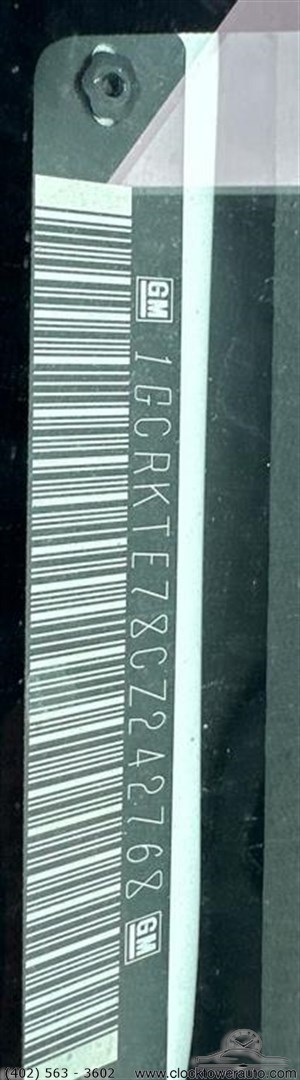 GM 1GCRKTE78CZ242768 GM
(402) 563 - 3602 www.clocktowerauto.com